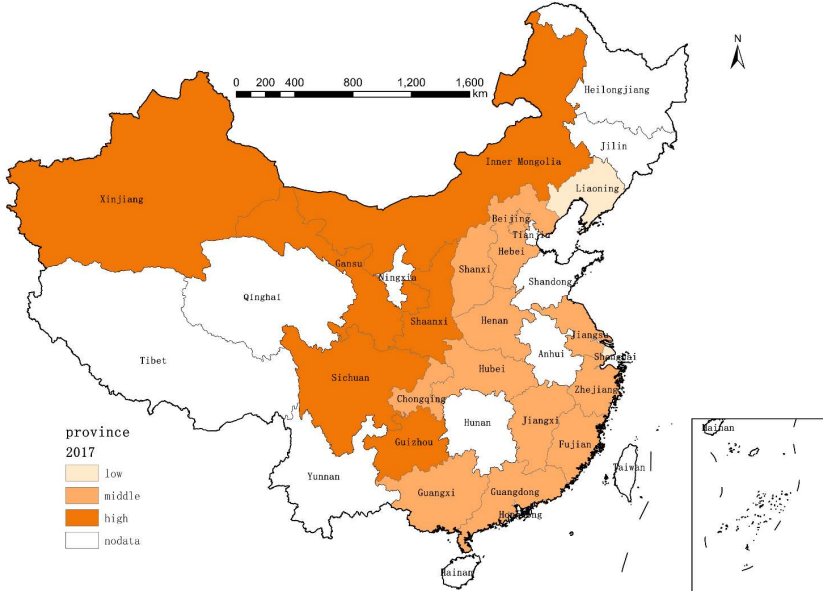 N
0 200 400 800 1,200 1,600
km
Heilongjiang
Jilin
Inner Mongolia
Liaoning
Xinjiang
Beijing
Tianjin
Hebei
Gansu
Shanxi
Ningxia
Shandong
Qinghai
Shaanxi
Henan
Jiangsu
Anhui
Shanghai
Tibet
Hubei
Sichuan
Zhejiang
Chongqing
Hunan
Jiangxi
Guizhou
Fujian
Hainan
Taiwan
Yunnan
Guangxi
Guangdong
Hong Kong
Hainan
province
2017
low
middle
high
nodata